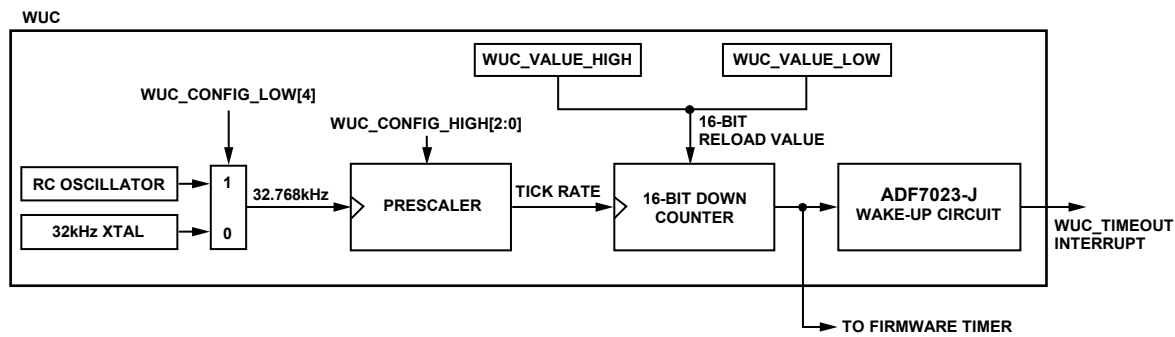 WUC
WUC_VALUE_HIGH
WUC_VALUE_LOW
WUC_CONFIG_LOW[4]
WUC_CONFIG_HIGH[2:0]
16-BIT
RELOAD VALUE
RC OSCILLATOR
1
32.768kHz
PRESCALER
TICK RATE
16-BIT DOWN
COUNTER
ADF7023-J
WAKE-UP CIRCUIT
32kHz XTAL
0
WUC_TIMEOUT
INTERRUPT
TO FIRMWARE TIMER